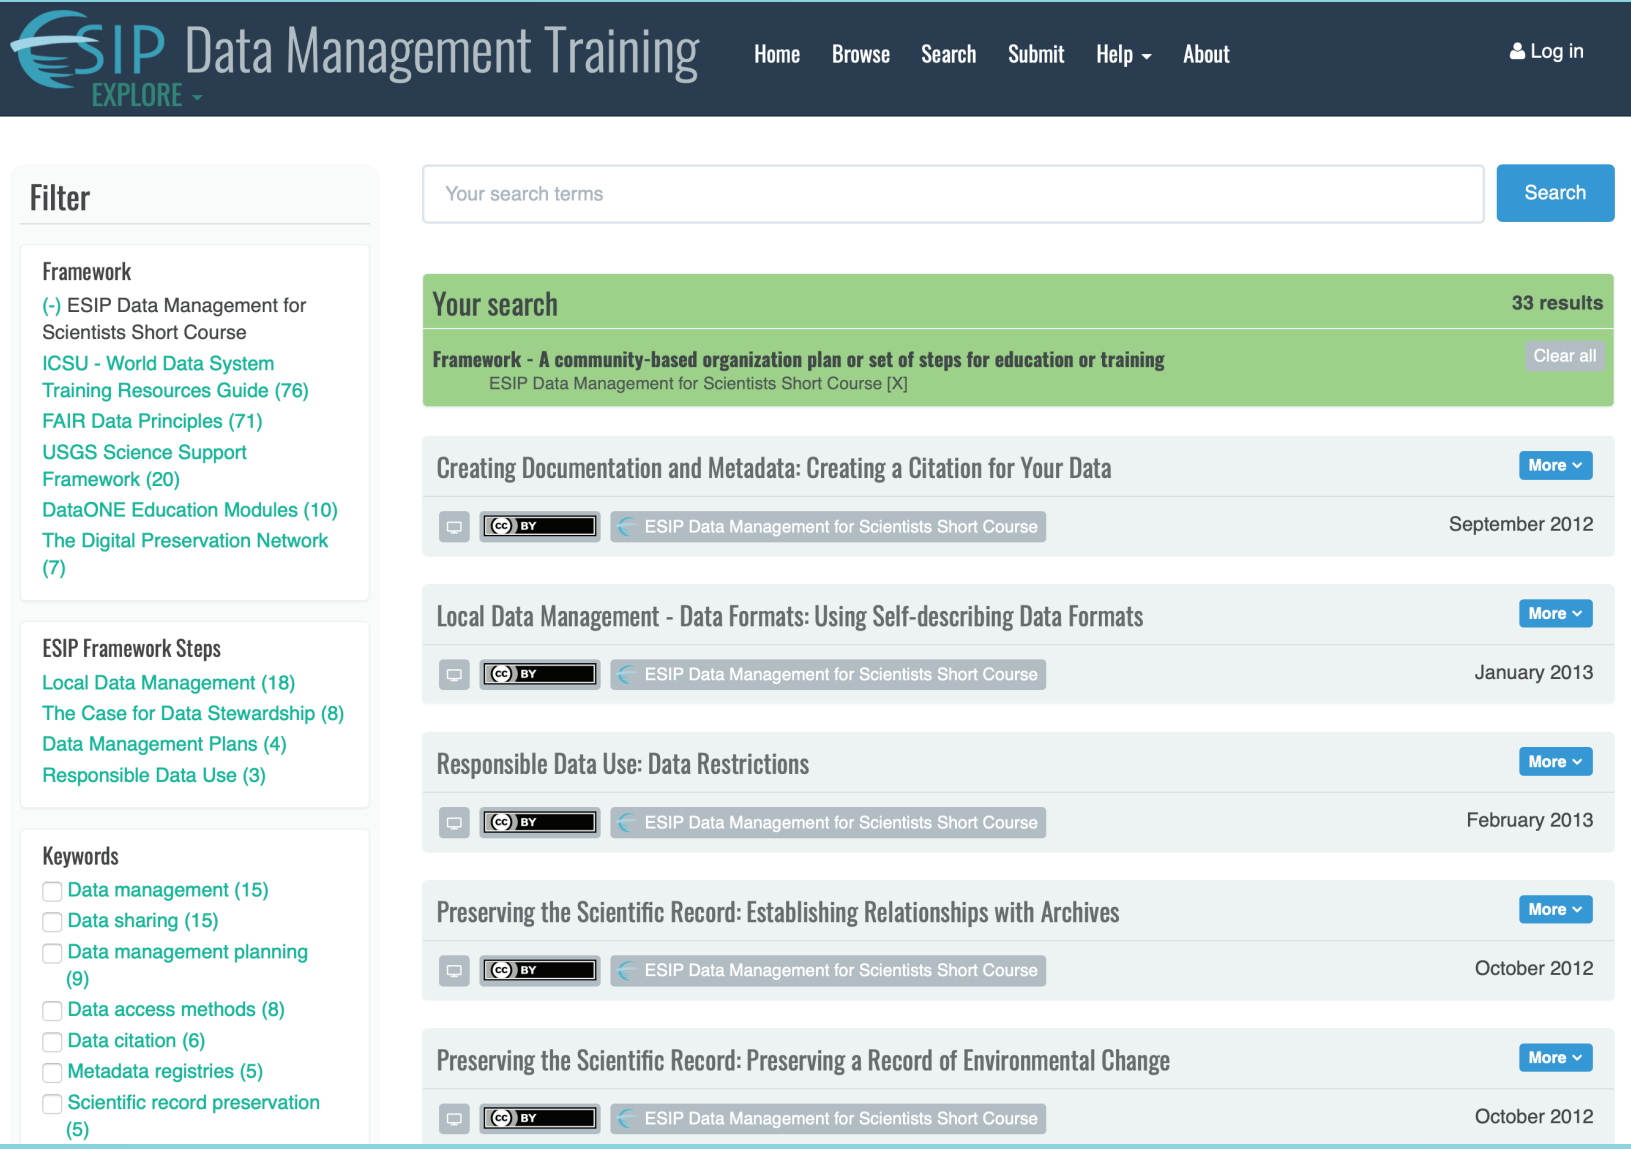 ESIP Data Management Training
EXPLORE
Home Browse Search Submit Help About
Log in
Filter
Framework
(-) ESIP Data Management for
Scientists Short Course
ICSU - World Data System
Training Resources Guide (76)
FAIR Data Principles (71)
USGS Science Support
Framework (20)
DataONE Education Modules (10)
The Digital Preservation Network
(7)
ESIP Framework Steps
Local Data Management (18)
The Case for Data Stewardship (8)
Data Management Plans (4)
Responsible Data Use (3)
Keywords
Data management (15)
Data sharing (15)
Data management planning
(9)
Data access methods (8)
Data citation (6)
Metadata registries (5)
Scientific record preservation
(5)
Your search terms
Search
Your search
33 results
Framework - A community-based organization plan or set of steps for education or training
Clear all
ESIP Data Management for Scientists Short Course [X]
Creating Documentation and Metadata: Creating a Citation for Your Data
More
cc BY
ESIP Data Management for Scientists Short Course
September 2012
Local Data Management - Data Formats: Using Self-describing Data Formats
More
cc BY
ESIP Data Management for Scientists Short Course
January 2013
Responsible Data Use: Data Restrictions
More
cc BY
ESIP Data Management for Scientists Short Course
February 2013
Preserving the Scientific Record: Establishing Relationships with Archives
More
cc BY
ESIP Data Management for Scientists Short Course
October 2012
Preserving the Scientific Record: Preserving a Record of Environmental Change
More
cc BY
ESIP Data Management for Scientists Short Course
October 2012